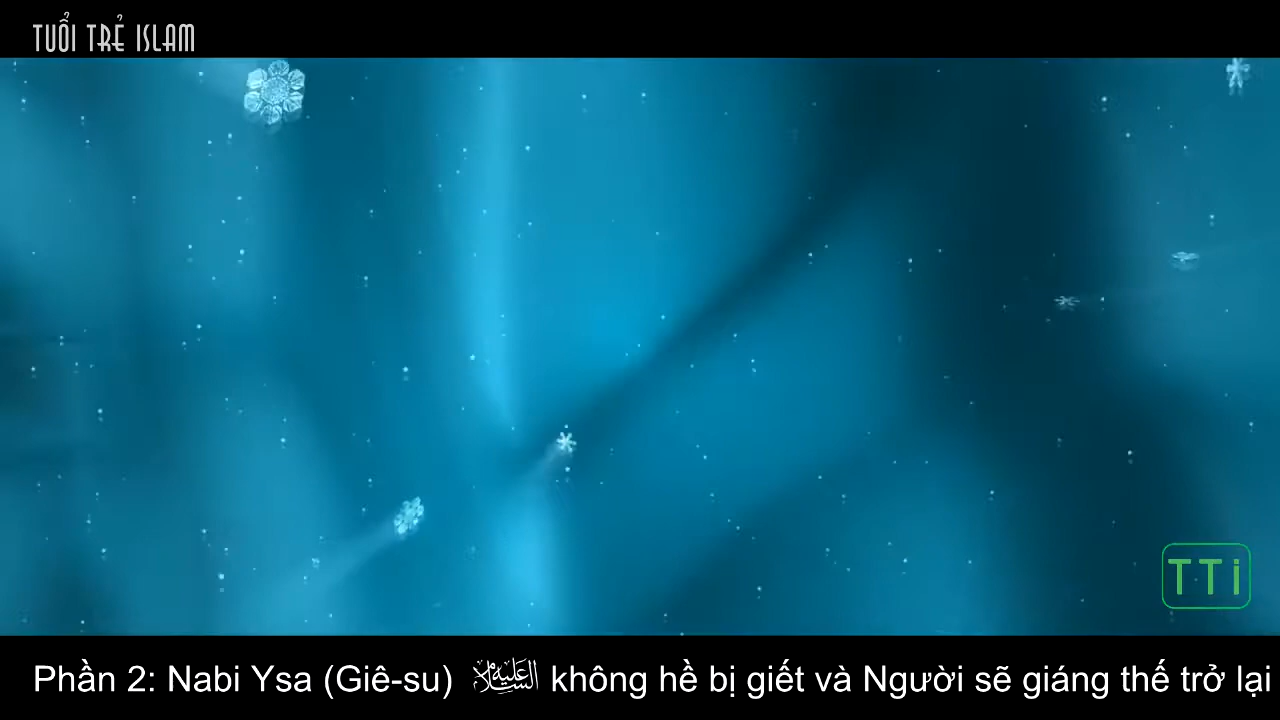 TUỔI TRẺ ISLAM
TTi
Phần 2: Nabi Ysa (Giê-su) عليه السلام không hề bị giết và Người sẽ giáng thế trở lại